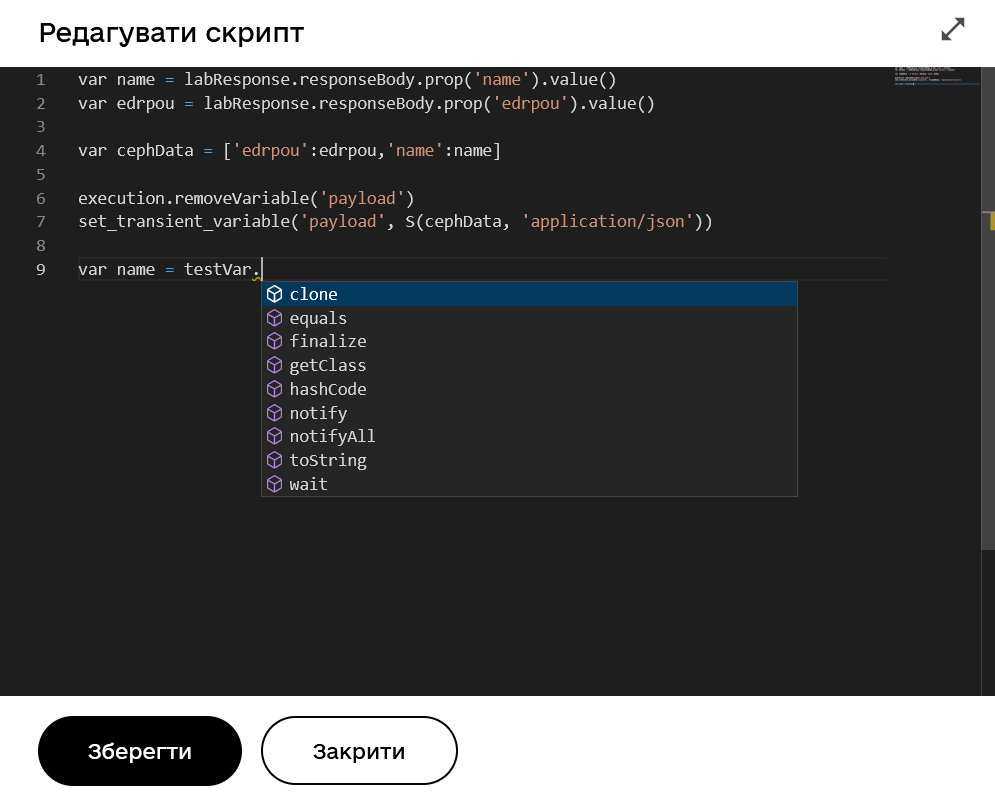 Редагувати скрипт
1 var name = labResponse.responseBody.prop('name').value()
2 var edrpou = labResponse.responseBody.prop('edrpou').value()
3
4 var cephData = ['edrpou':edrpou,'name':name]
5
6 execution.removeVariable('payload')
7 set_transient_variable('payload', S(cephData, 'application/json'))
8
9 var name = testVar.
clone
equals
finalize
getClass
hashCode
notify
notifyAll
toString
wait
Зберегти Закрити